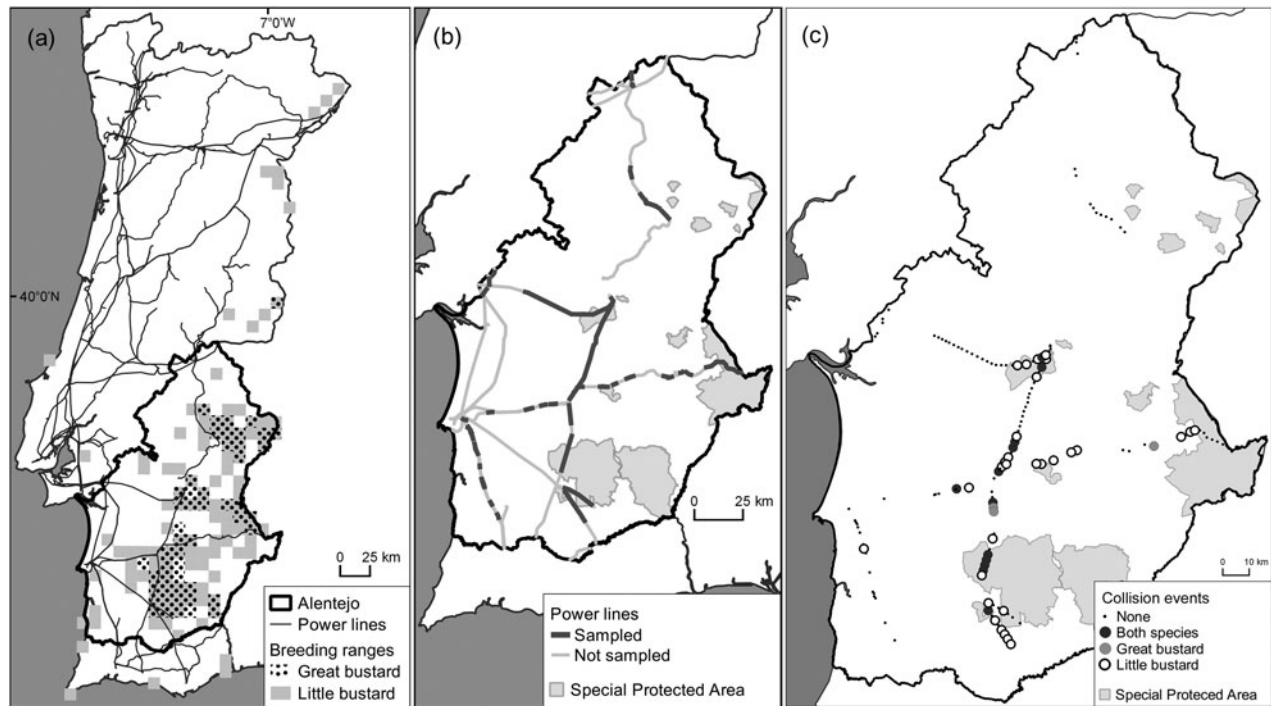 (a)
7°0'W
40°0'N
0 25 km
Alentejo
Power lines
Breeding ranges
Great bustard
Little bustard
(b)
0 25 km
Power lines
Sampled
Not sampled
Special Protected Area
(c)
0 10 km
Collision events
None
Both species
Great bustard
Little bustard
Special Proteced Area